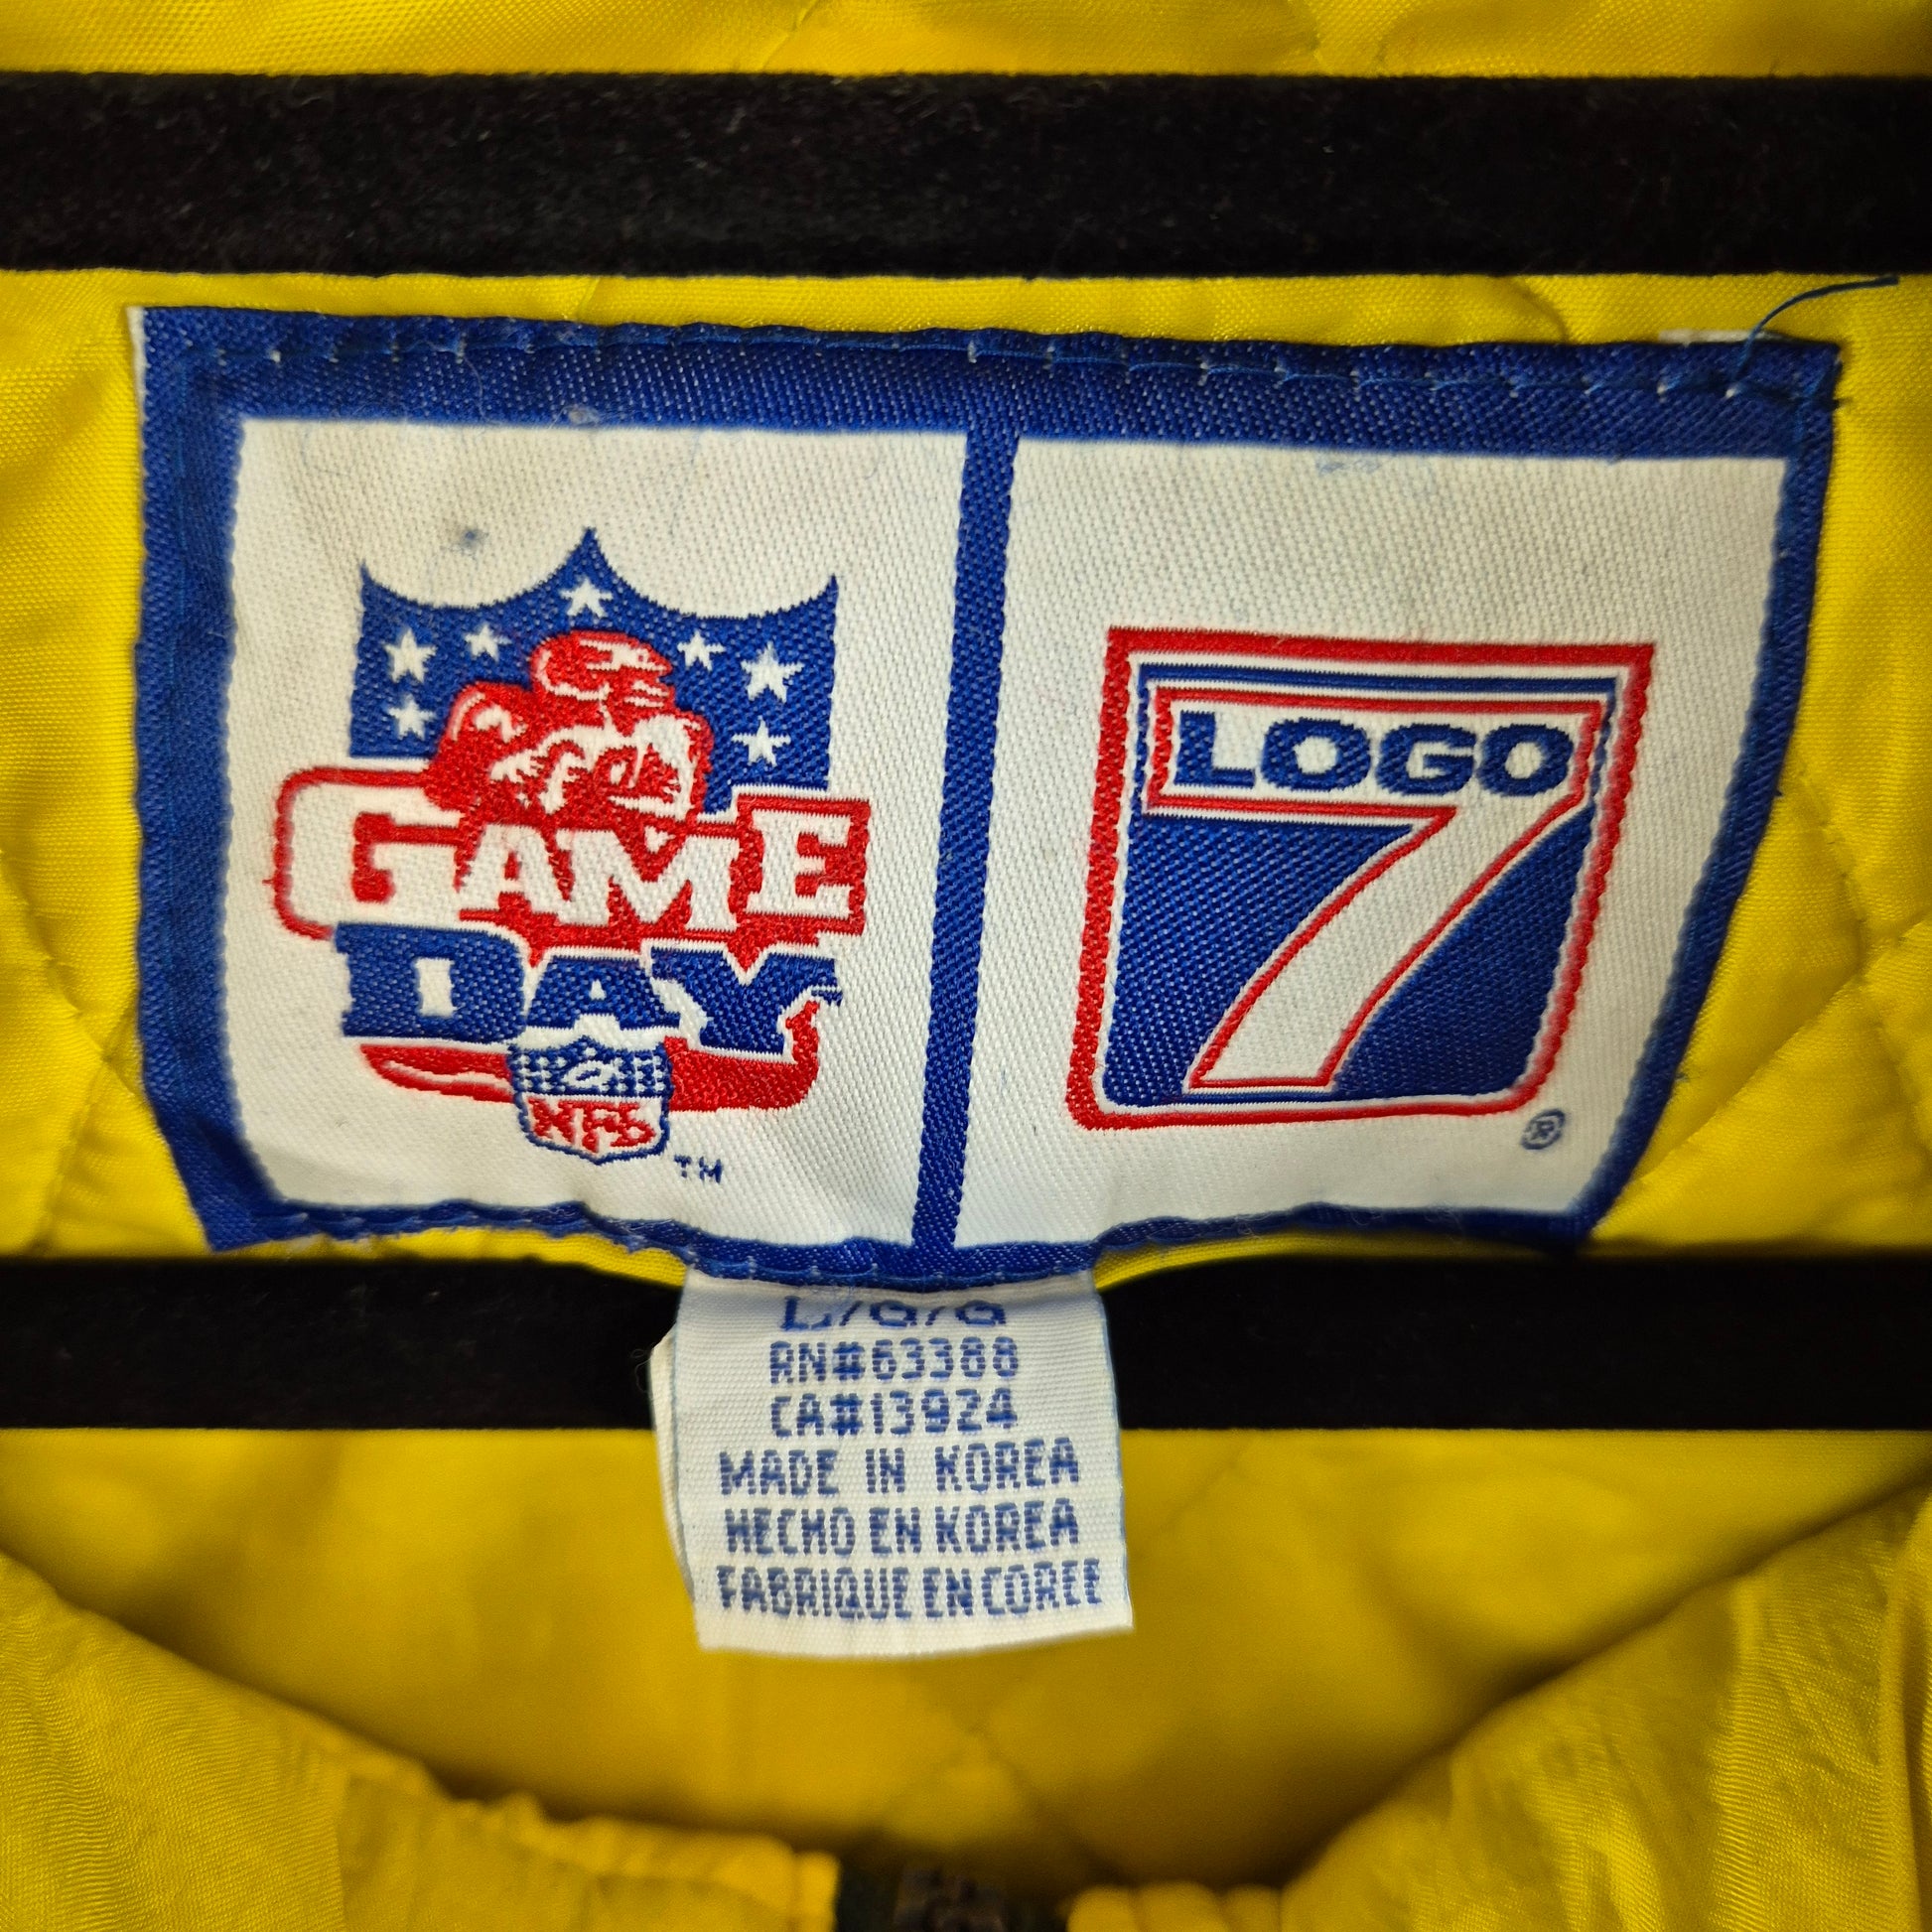 GAME
DAY
NFL
TM
LOGO
7
®
L/G/G
RN#63388
CA#13924
MADE IN KOREA
HECHO EN KOREA
FABRIQUE EN COREE